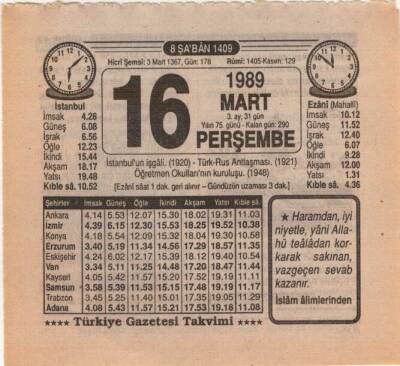 8 ŞA'BÂN 1409
Hicrî Şemsî: 3 Mart 1367, Gün: 178 Rûmi: 1405-Kasım: 129
16
1989
MART
3. ay, 31 gün
Yılın 75. günü - Kalan gün: 290
PERŞEMBE
İstanbul
İmsak 4.28
Güneş 6.08
İşrak 6.56
Öğle 12.23
İkindi 15.44
Akşam 18.17
Yatsı 19.48
Kıble sâ. 10.52
Ezânî (Mahallî)
İmsak 10.12
Güneş 11.52
İşrak 12.40
Öğle 6.07
İkindi 9.28
Akşam 12.00
Yatsı 1.31
Kıble sâ. 4.36
İstanbul'un işgâli. (1920) - Türk-Rus Antlaşması. (1921)
Öğretmen Okulları'nın kuruluşu. (1948)
[Ezânî sâat 1 dak. geri alınır – Gündüzün uzaması 3 dak.]
Şehirler İmsak Güneş Öğle İkindi Akşam Yatsı Kıble sâ.
Ankara 4.14 5.53 12.07 15.30 18.02 19.31 11.03
İzmir 4.39 6.15 12.30 15.53 18.25 19.52 10.38
Konya 4.18 5.54 12.09 15.32 18.04 19.30 10.68
Erzurum 3.40 5.19 11.34 14.56 17.29 18.57 11.35
Eskişehir 4.24 6.02 12.17 15.39 18.12 19.40 10.54
Van 3.34 5.11 11.25 14.48 17.20 18.47 11.44
Kayseri 4.05 5.42 11.57 15.20 17.52 19.19 11.11
Samsun 3.58 5.39 11.53 15.15 17.48 19.19 11.17
Trabzon 3.45 5.25 11.40 15.01 17.35 19.05 11.29
Adana 4.08 5.43 11.57 15.21 17.53 19.18 11.08
★ Haramdan, iyi
niyetle, yâni Alla-
hü teâlâdan kor-
karak sakınan,
vazgeçen sevab
kazanır.
İslâm âlimlerinden
★★★★ Türkiye Gazetesi Takvimi ★★★★